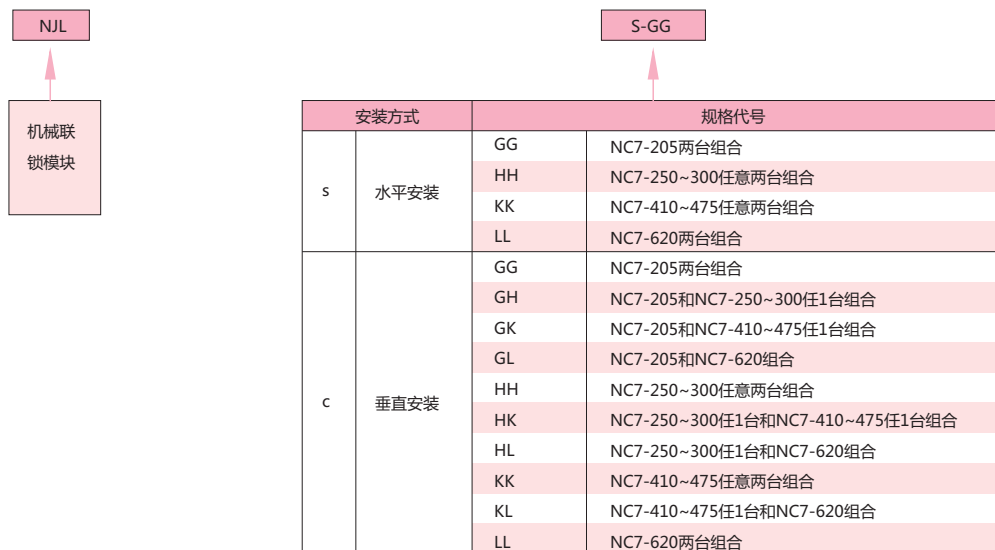 NJL
S-GG
机械联
锁模块
安装方式 规格代号
s 水平安装
GG NC7-205两台组合
HH NC7-250~300任意两台组合
KK NC7-410~475任意两台组合
LL NC7-620两台组合
c 垂直安装
GG NC7-205两台组合
GH NC7-205和NC7-250~300任1台组合
GK NC7-205和NC7-410~475任1台组合
GL NC7-205和NC7-620组合
HH NC7-250~300任意两台组合
HK NC7-250~300任1台和NC7-410~475任1台组合
HL NC7-250~300任1台和NC7-620组合
KK NC7-410~475任意两台组合
KL NC7-410~475任1台和NC7-620组合
LL NC7-620两台组合